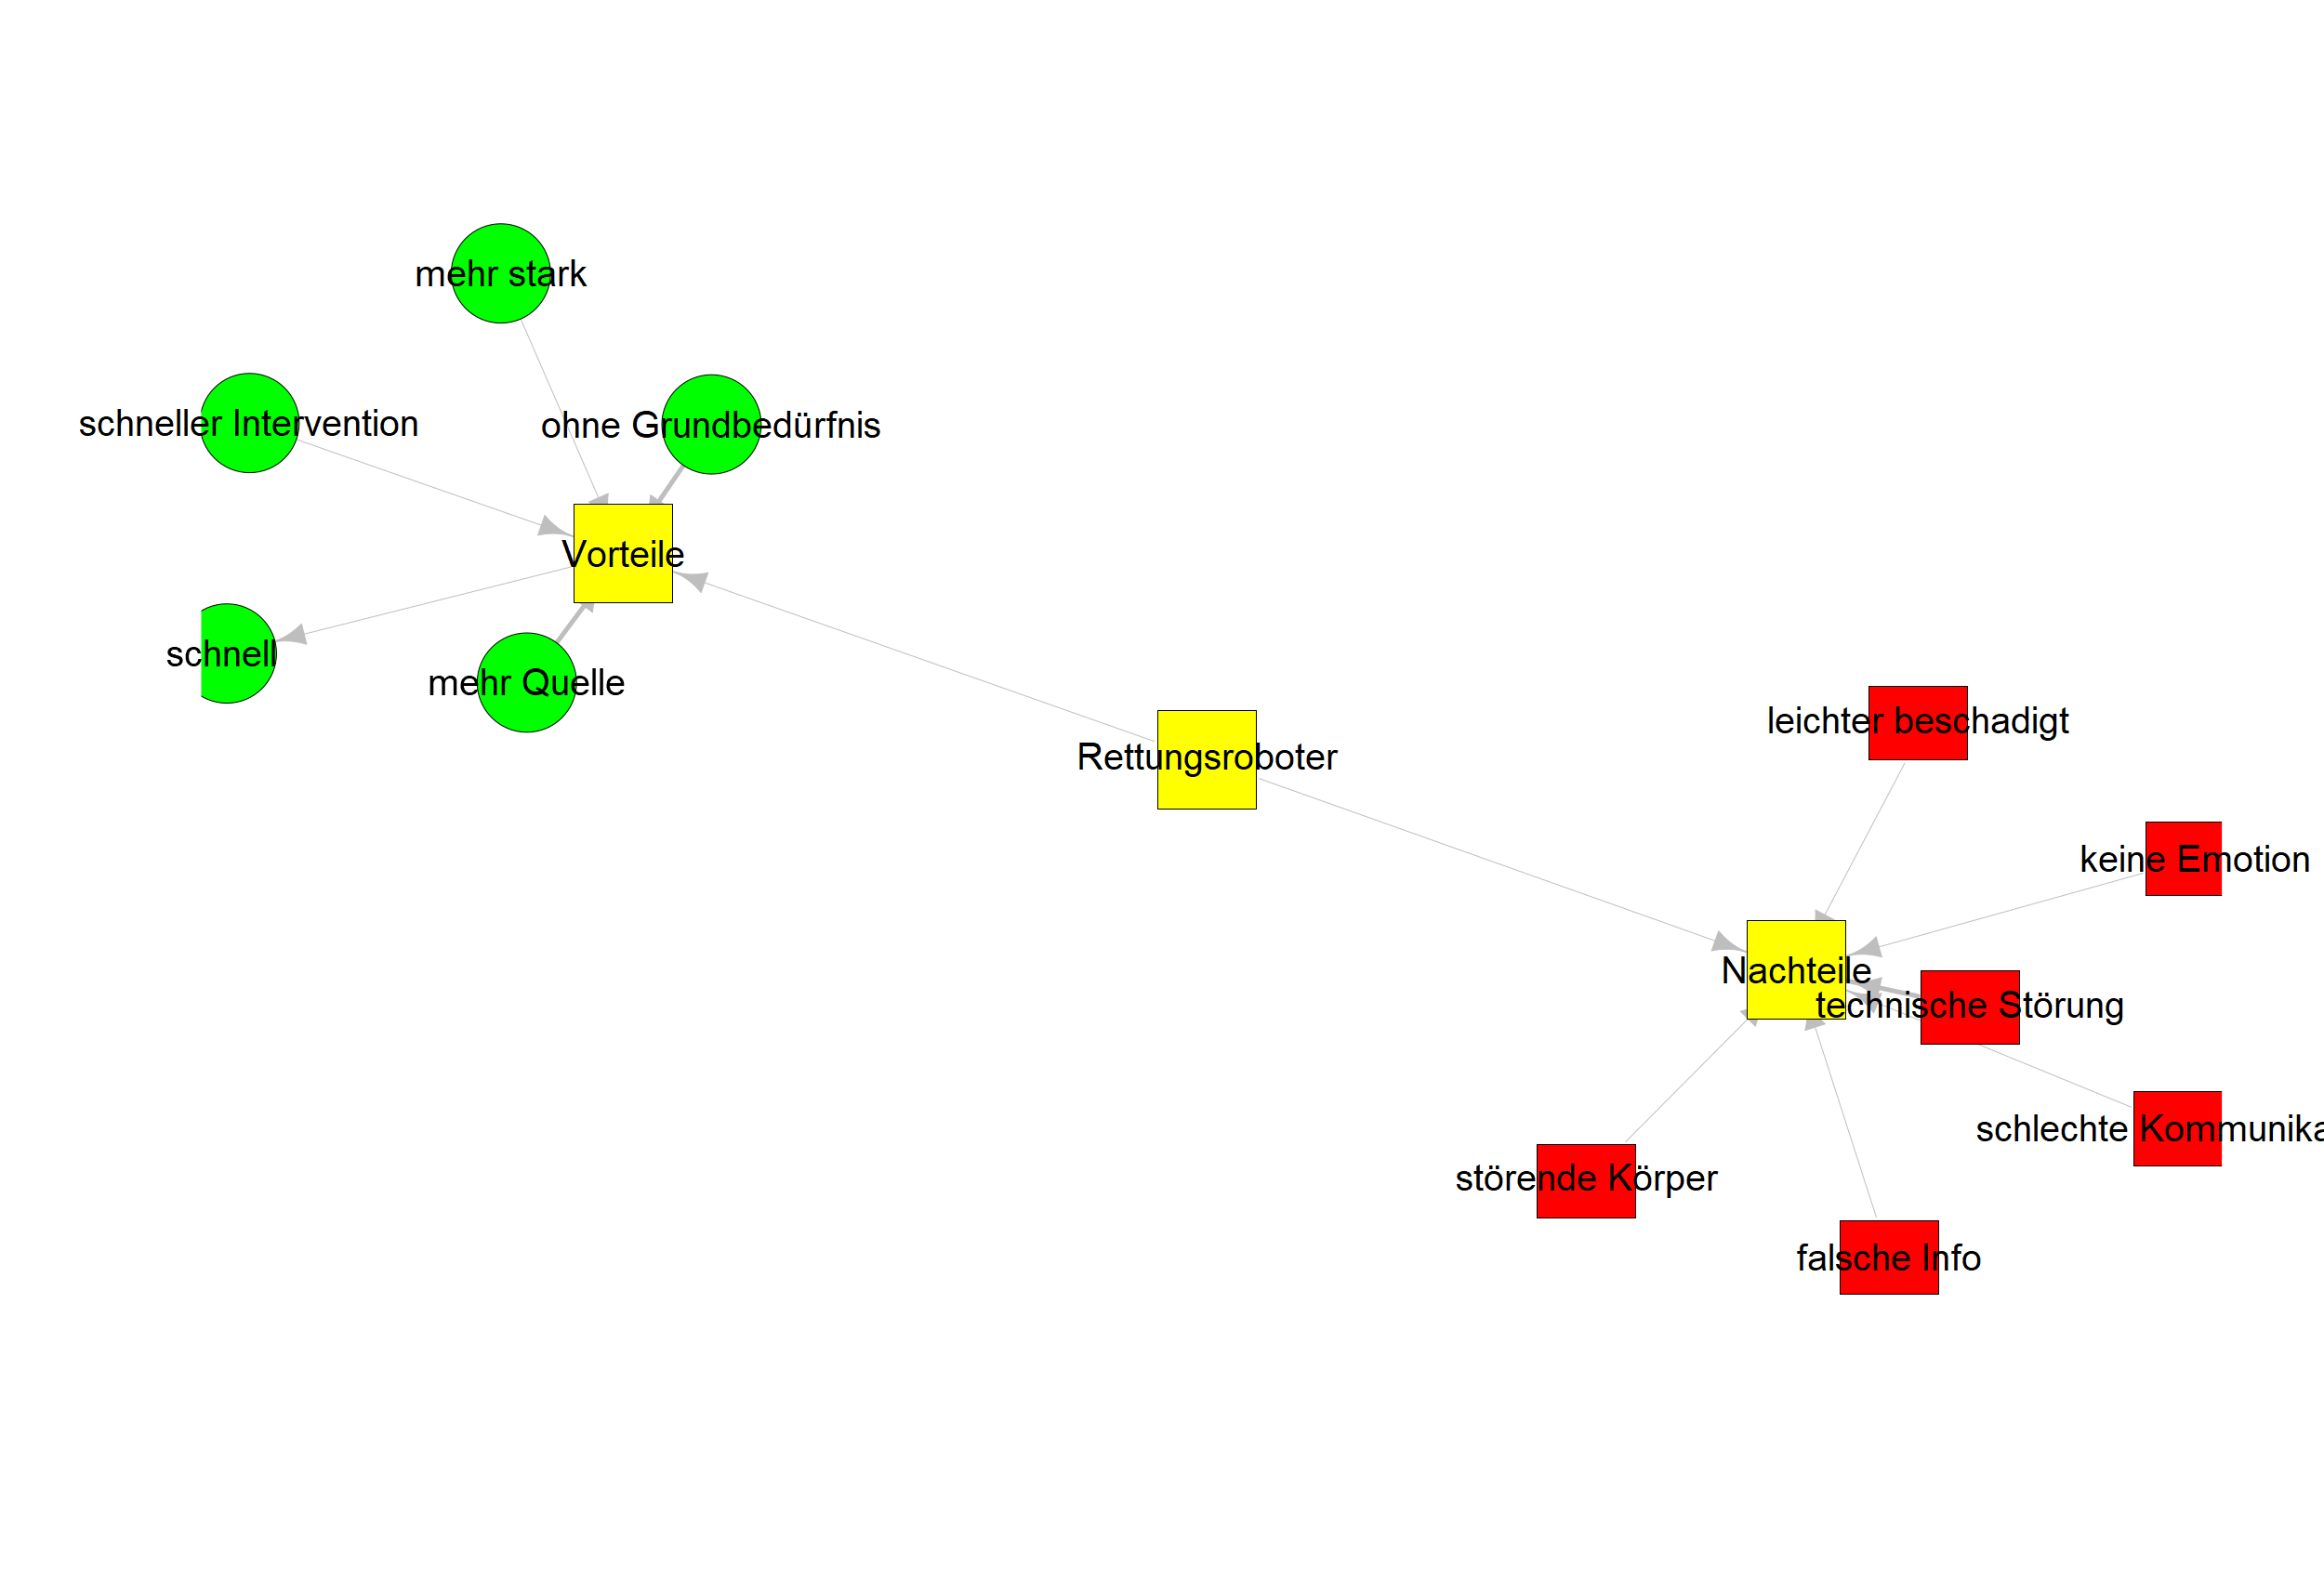 mehr stark
schneller Intervention
ohne Grundbedürfnis
Vorteile
schnell
mehr Quelle
Rettungsroboter
leichter beschadigt
keine Emotion
Nachteile
technische Störung
schlechte Kommunika
störende Körper
falsche Info